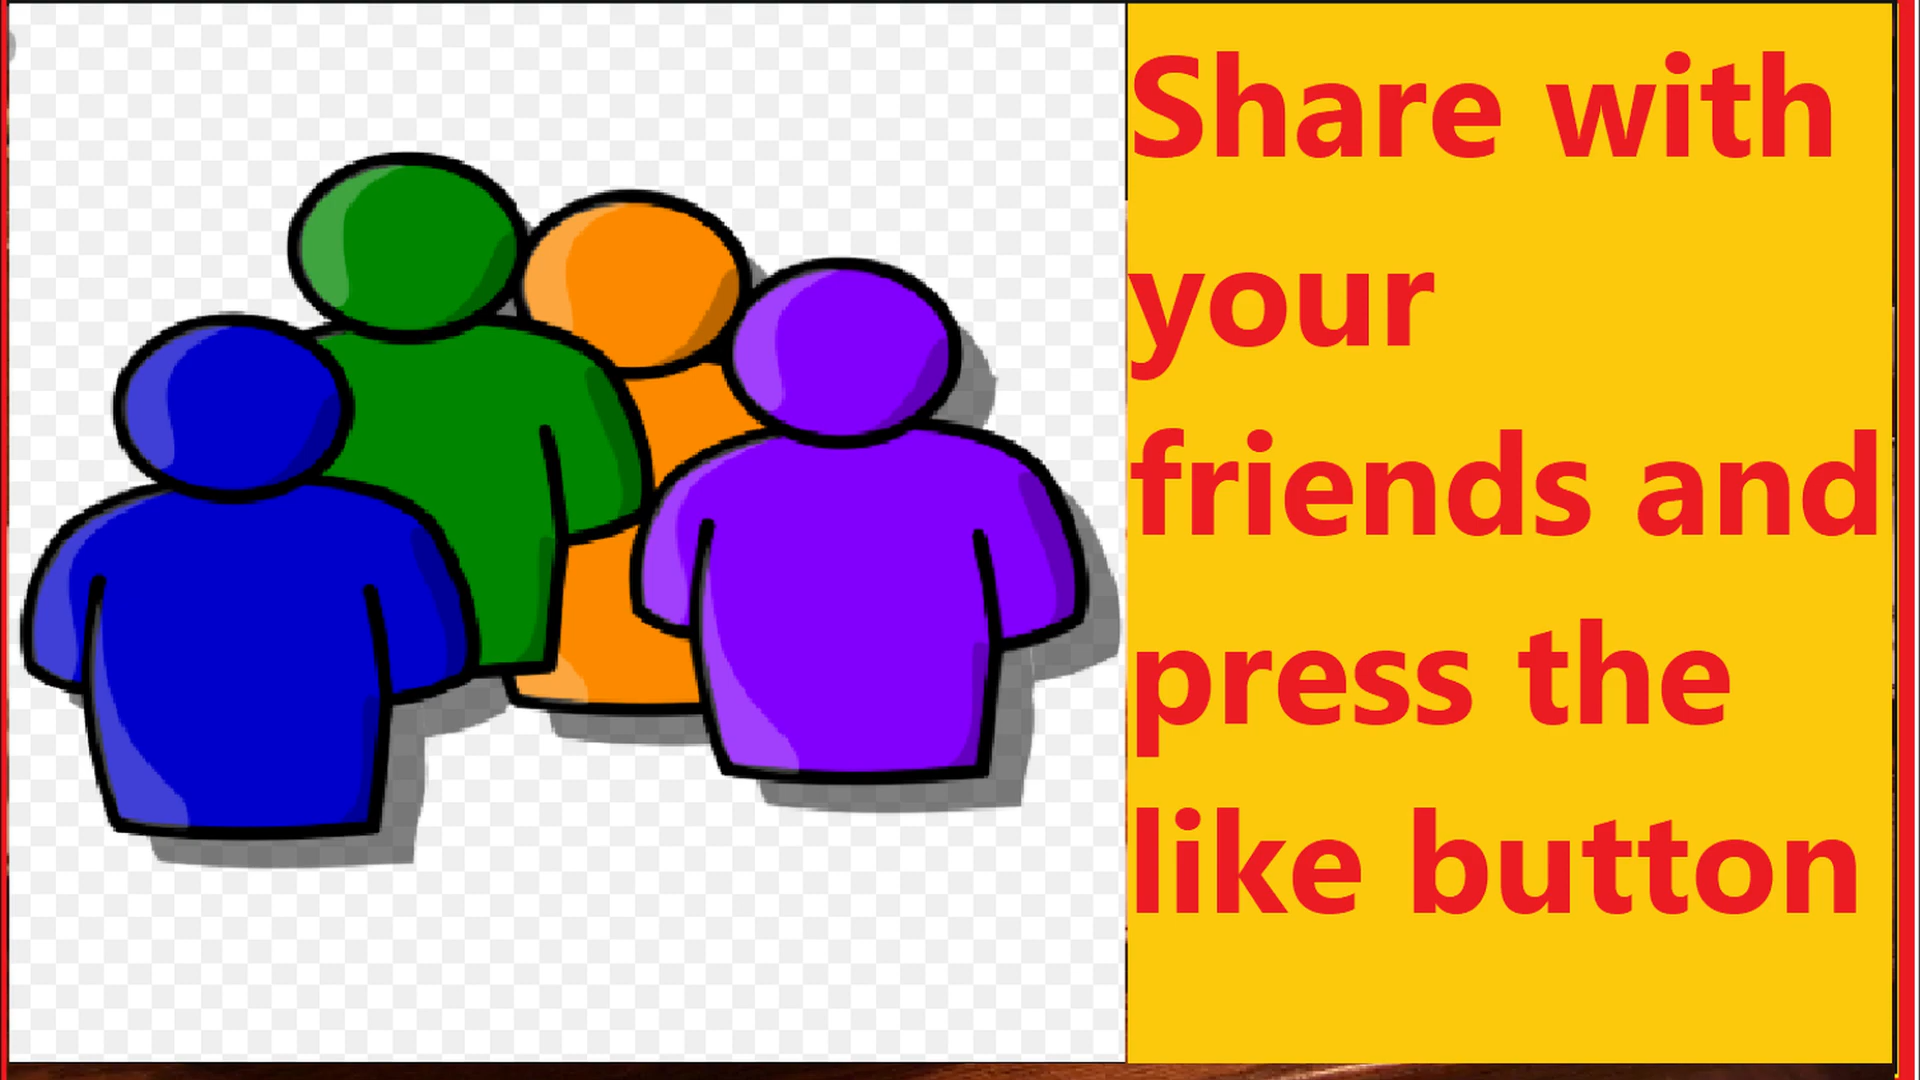 Share with
your
friends and
press the
like button